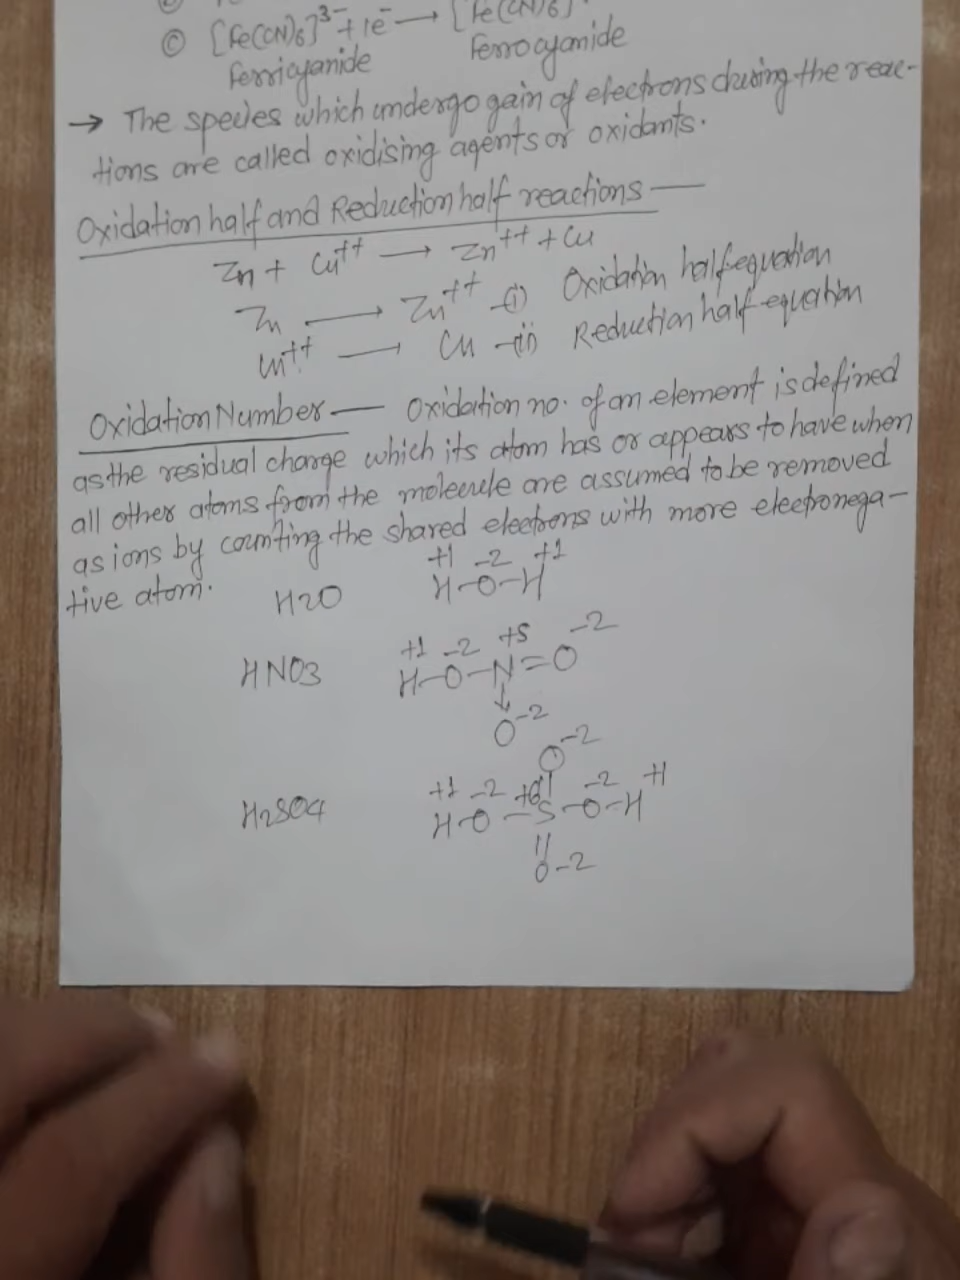 © [Fe(CN)6]3- + 1e- → [Fe(CN)6]
Ferricyanide Ferrocyanide
→ The species which undergo gain of electrons during the reac-
tions are called oxidising agents or oxidants.
Oxidation half and Reduction half reactions —
Zn + Cu++ → Zn++ + Cu
Zn → Zn++ -(i) Oxidation half equation
Cu++ → Cu -(ii) Reduction half equation
Oxidation Number — Oxidation no. of an element is defined
as the residual charge which its atom has or appears to have when
all other atoms from the molecule are assumed to be removed
as ions by counting the shared electrons with more electronega-
tive atom.
+1 -2 +1
H2O H-O-H
+1 -2 +5 -2
HNO3 H-O-N=O
↓
O-2
O-2
+1 -2 +6 || -2 +1
H2SO4 H-O-S-O-H
||
O-2